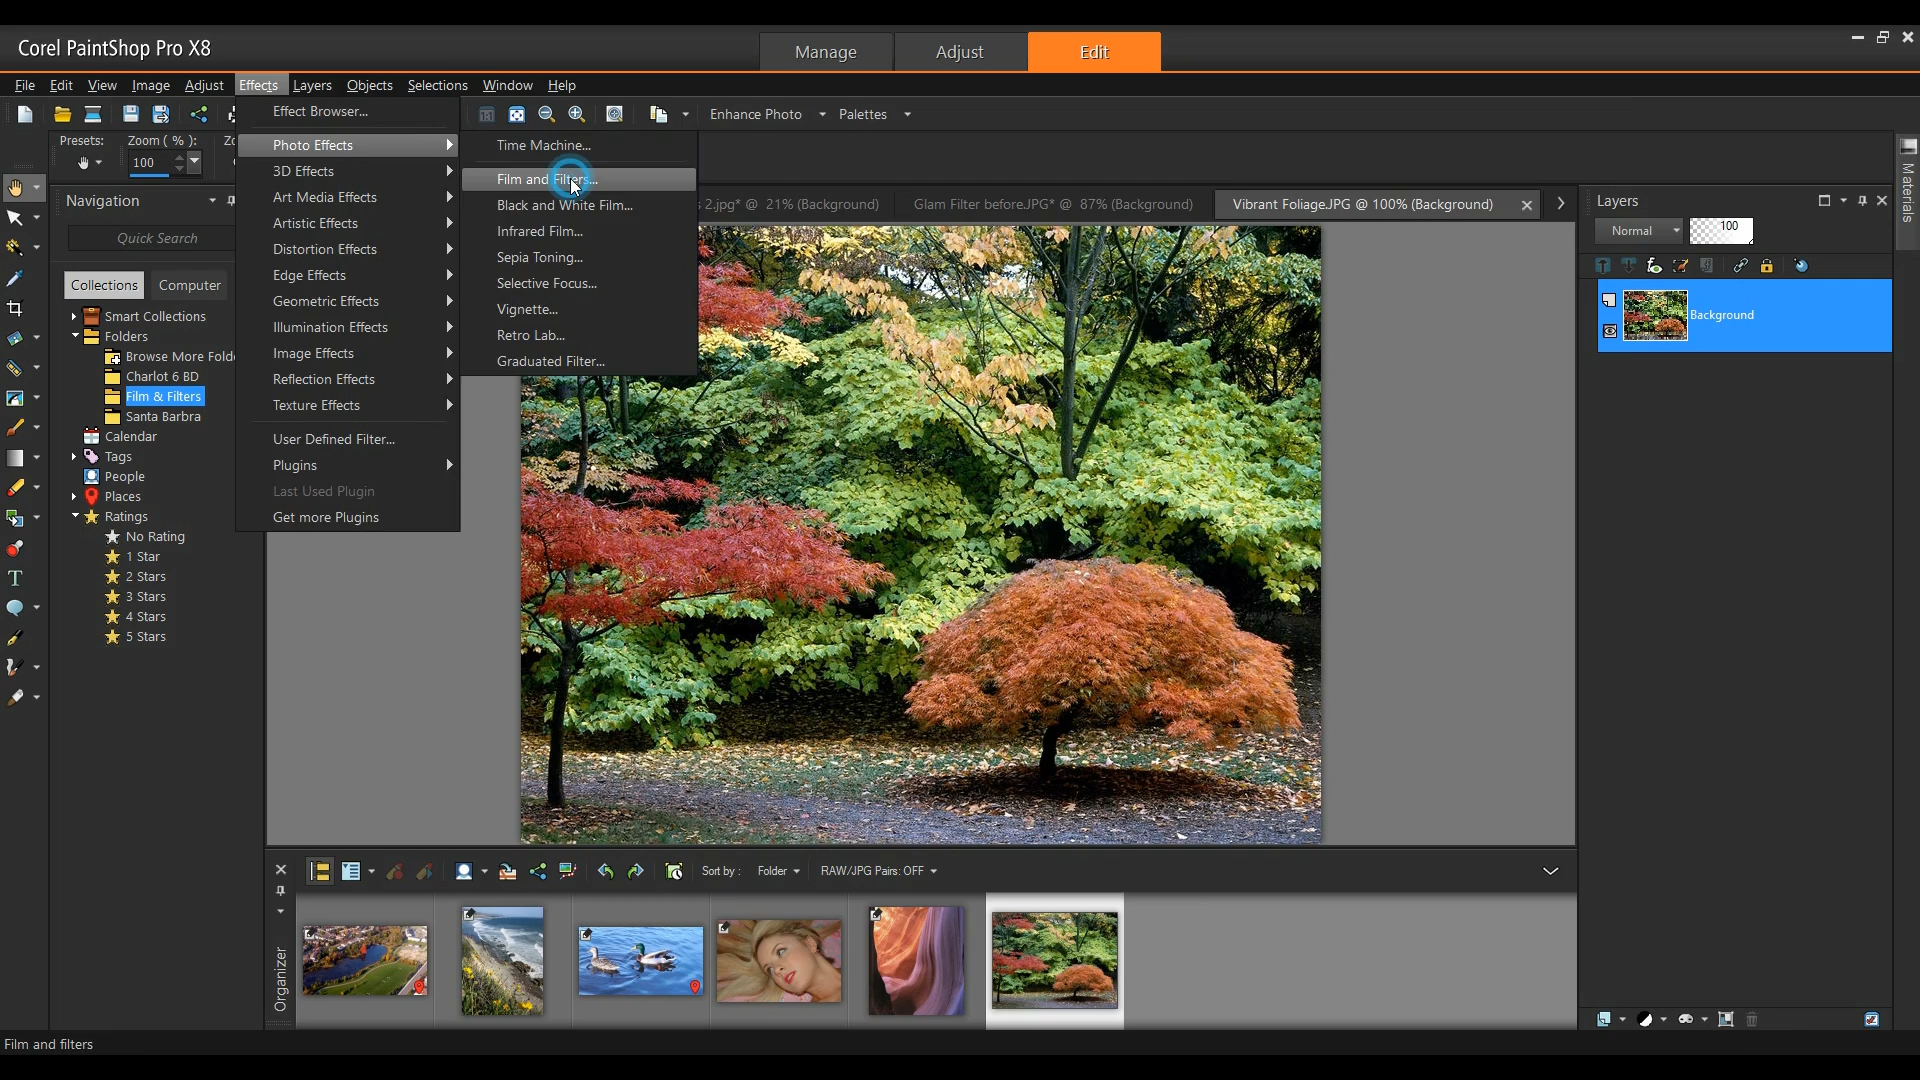 Corel PaintShop Pro X8
Manage
Adjust
Edit
File Edit View Image Adjust Effects Layers Objects Selections Window Help
Enhance Photo
Palettes
Presets:
Zoom ( % ):
100
Navigation
Quick Search
Collections
Computer
Smart Collections
Folders
Browse More Folde
Charlot 6 BD
Film & Filters
Santa Barbra
Calendar
Tags
People
Places
Ratings
No Rating
1 Star
2 Stars
3 Stars
4 Stars
5 Stars
Effect Browser...
Photo Effects
3D Effects
Art Media Effects
Artistic Effects
Distortion Effects
Edge Effects
Geometric Effects
Illumination Effects
Image Effects
Reflection Effects
Texture Effects
User Defined Filter...
Plugins
Last Used Plugin
Get more Plugins
Time Machine...
Film and Filters...
Black and White Film...
Infrared Film...
Sepia Toning...
Selective Focus...
Vignette...
Retro Lab...
Graduated Filter...
s 2.jpg* @ 21% (Background)
Glam Filter before.JPG* @ 87% (Background)
Vibrant Foliage.JPG @ 100% (Background)
Layers
Normal
100
Background
Materials
Sort by :
Folder
RAW/JPG Pairs: OFF
Organizer
Film and filters